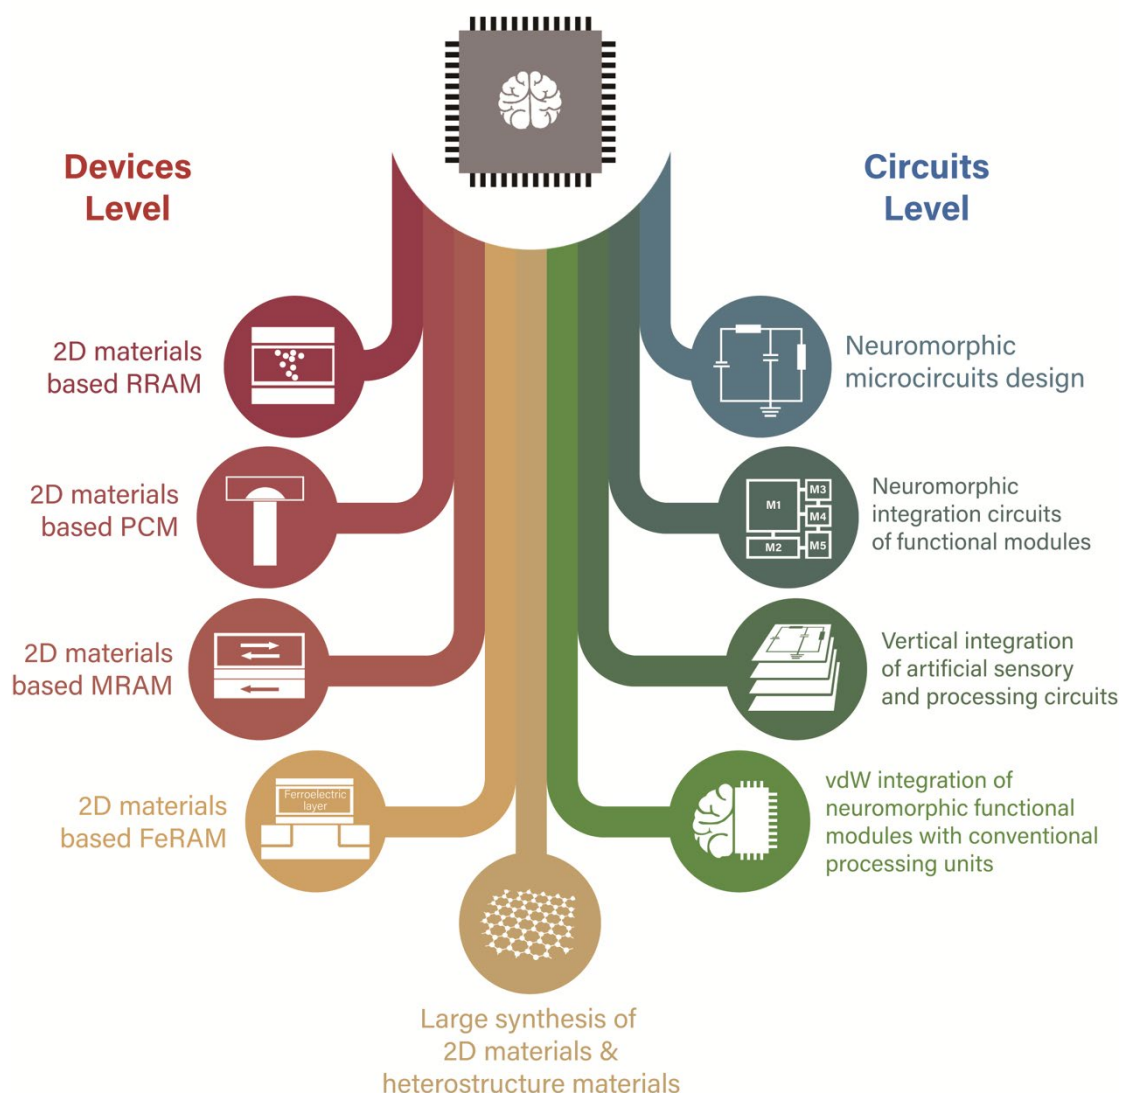 Devices
Level
Circuits
Level
2D materials
based RRAM
Neuromorphic
microcircuits design
2D materials
based PCM
Neuromorphic
integration circuits
of functional modules
M1
M2
M3
M4
M5
2D materials
based MRAM
Vertical integration
of artificial sensory
and processing circuits
2D materials
based FeRAM
Ferroelectric
layer
vdW integration of
neuromorphic functional
modules with conventional
processing units
Large synthesis of
2D materials &
heterostructure materials